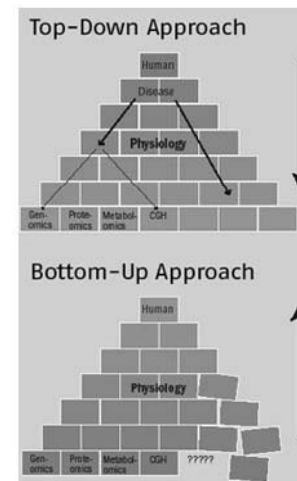 Top-Down Approach
Human
Disease
Physiology
Gen-
omics
Prote-
omics
Metabol-
omics
CGH
Bottom-Up Approach
Human
Physiology
Gen-
omics
Prote-
omics
Metabol-
omics
CGH
?????